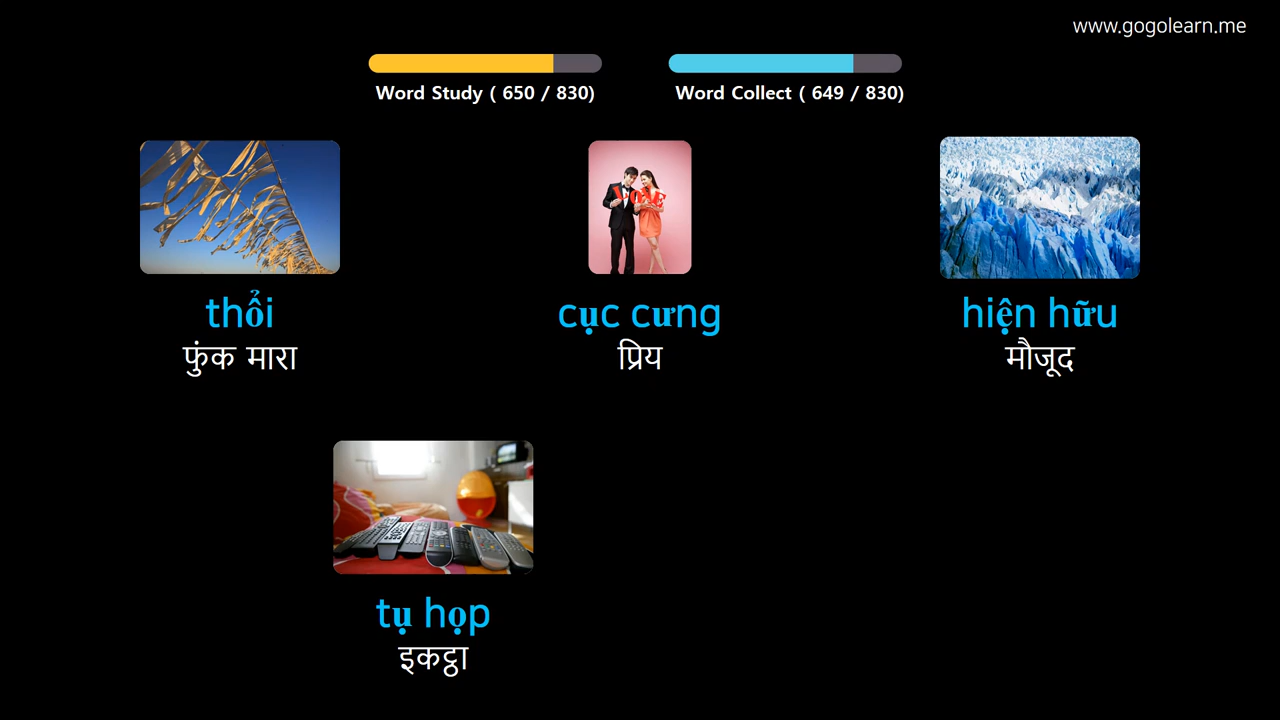 www.gogolearn.me
Word Study ( 650 / 830)
Word Collect ( 649 / 830)
thổi
फुंक मारा
LOVE
cục cưng
प्रिय
hiện hữu
मौजूद
tụ họp
इकट्ठा